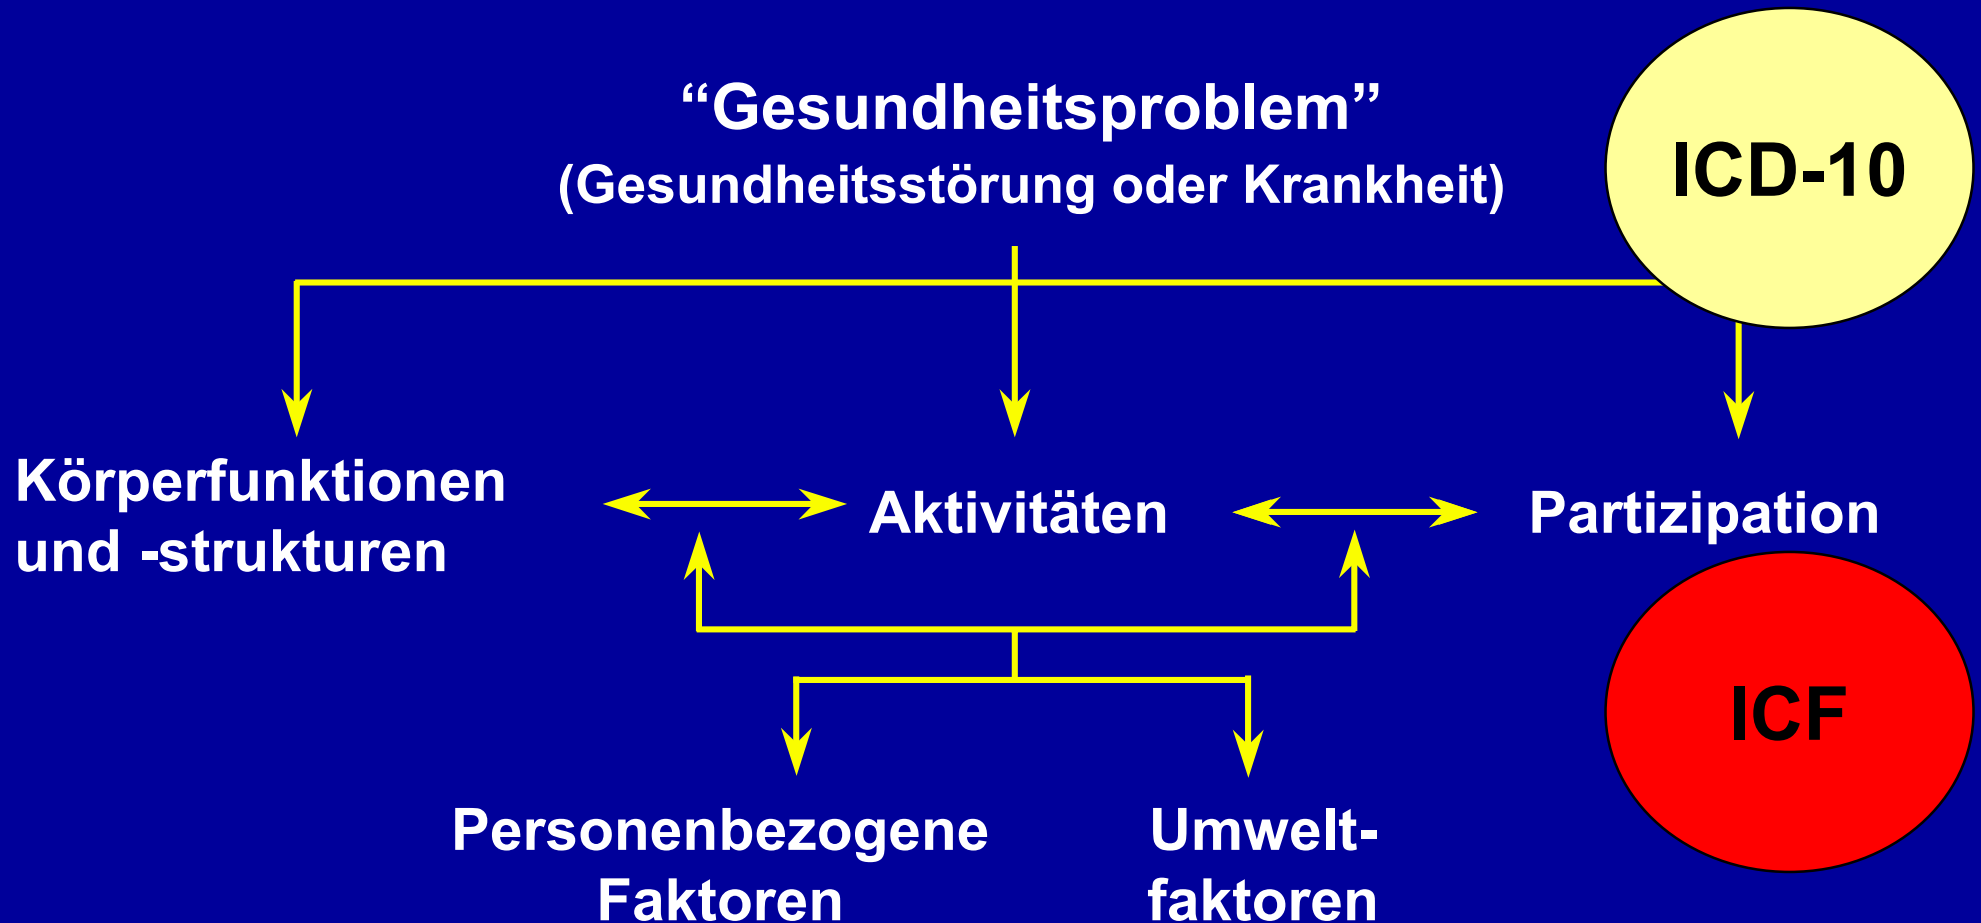 “Gesundheitsproblem”
(Gesundheitsstörung oder Krankheit)
ICD-10
Körperfunktionen
und -strukturen
Aktivitäten
Partizipation
ICF
Personenbezogene
Faktoren
Umwelt-
faktoren